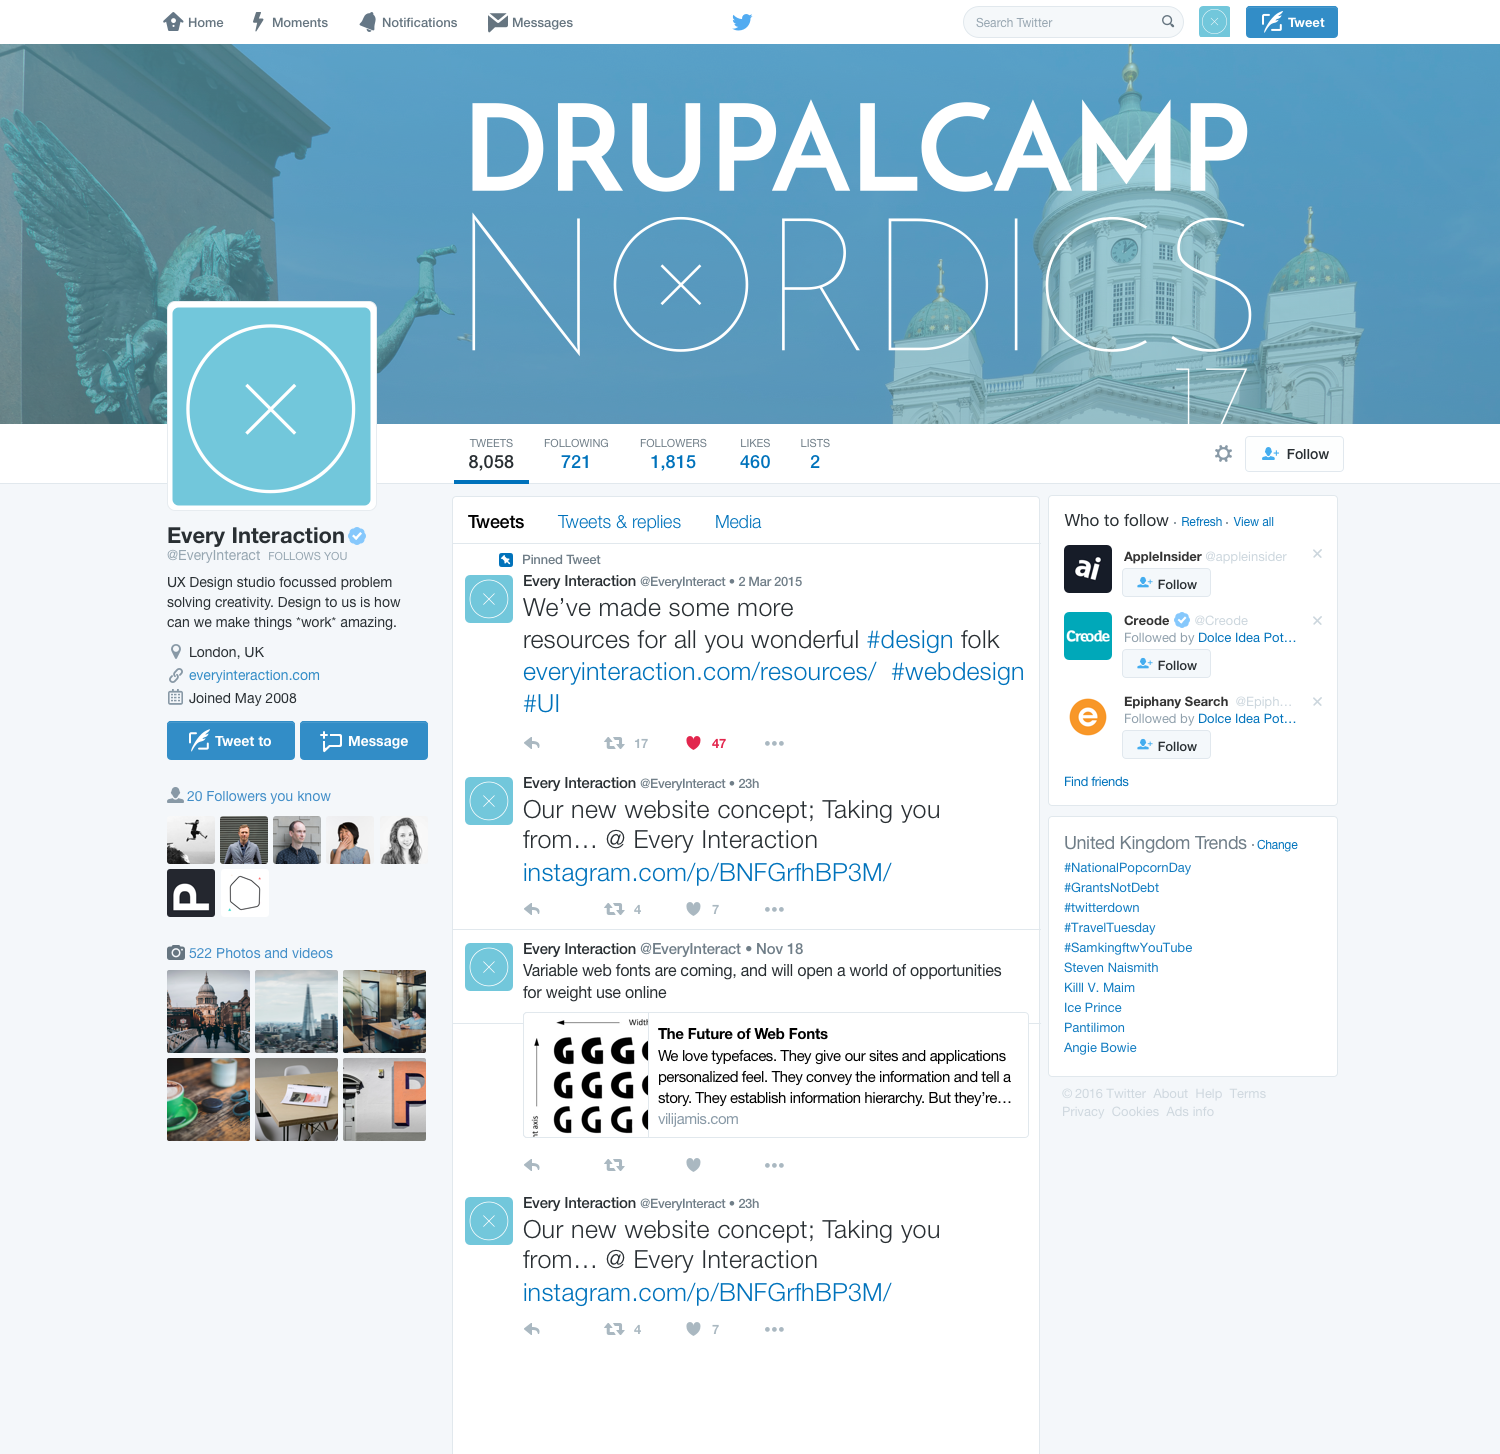 Home Moments Notifications Messages Search Twitter Tweet
DRUPALCAMP
NORDICS
17
TWEETS FOLLOWING FOLLOWERS LIKES LISTS
8,058 721 1,815 460 2
Follow
Every Interaction
@EveryInteract FOLLOWS YOU
UX Design studio focussed problem
solving creativity. Design to us is how
can we make things *work* amazing.
London, UK
everyinteraction.com
Joined May 2008
Tweet to Message
20 Followers you know
P
522 Photos and videos
P
Tweets Tweets & replies Media
Pinned Tweet
Every Interaction @EveryInteract • 2 Mar 2015
We’ve made some more
resources for all you wonderful #design folk
everyinteraction.com/resources/ #webdesign
#UI
17 47
Every Interaction @EveryInteract • 23h
Our new website concept; Taking you
from… @ Every Interaction
instagram.com/p/BNFGrfhBP3M/
4 7
Every Interaction @EveryInteract • Nov 18
Variable web fonts are coming, and will open a world of opportunities
for weight use online
Width
GGGG
GGGG
GGGG
nt axis
The Future of Web Fonts
We love typefaces. They give our sites and applications
personalized feel. They convey the information and tell a
story. They establish information hierarchy. But they’re…
vilijamis.com
Every Interaction @EveryInteract • 23h
Our new website concept; Taking you
from… @ Every Interaction
instagram.com/p/BNFGrfhBP3M/
4 7
Who to follow · Refresh · View all
ai
AppleInsider @appleinsider
Follow
Creode
Creode @Creode
Followed by Dolce Idea Pot…
Follow
e
Epiphany Search @Epiph…
Followed by Dolce Idea Pot…
Follow
Find friends
United Kingdom Trends · Change
#NationalPopcornDay
#GrantsNotDebt
#twitterdown
#TravelTuesday
#SamkingftwYouTube
Steven Naismith
Killl V. Maim
Ice Prince
Pantilimon
Angie Bowie
© 2016 Twitter About Help Terms
Privacy Cookies Ads info